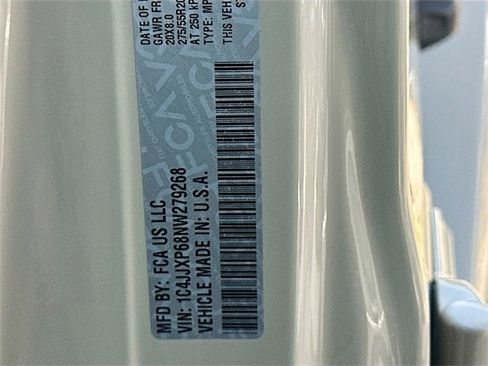 MFD BY: FCA US LLC
VIN: 1C4JJXP68NW279268
VEHICLE MADE IN: U.S.A.
DATE OF
GAWR FR
20X8.0
275/55R20
AT 250 KP
TYPE: MP
THIS VEH